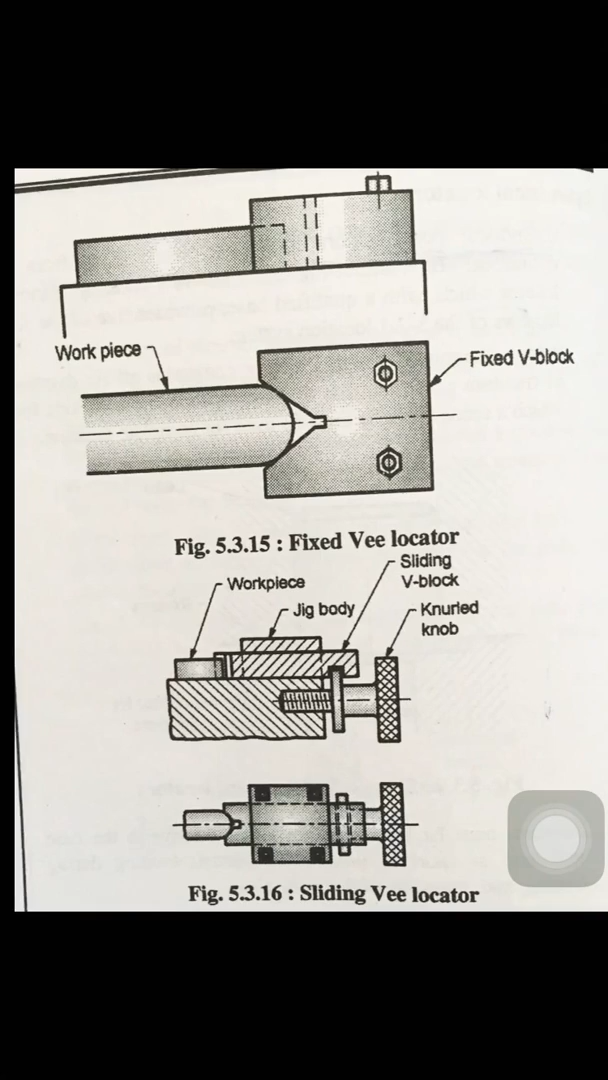 Work piece
Fixed V-block
Fig. 5.3.15 : Fixed Vee locator
Sliding
V-block
Workpiece
Jig body
Knurled
knob
Fig. 5.3.16 : Sliding Vee locator